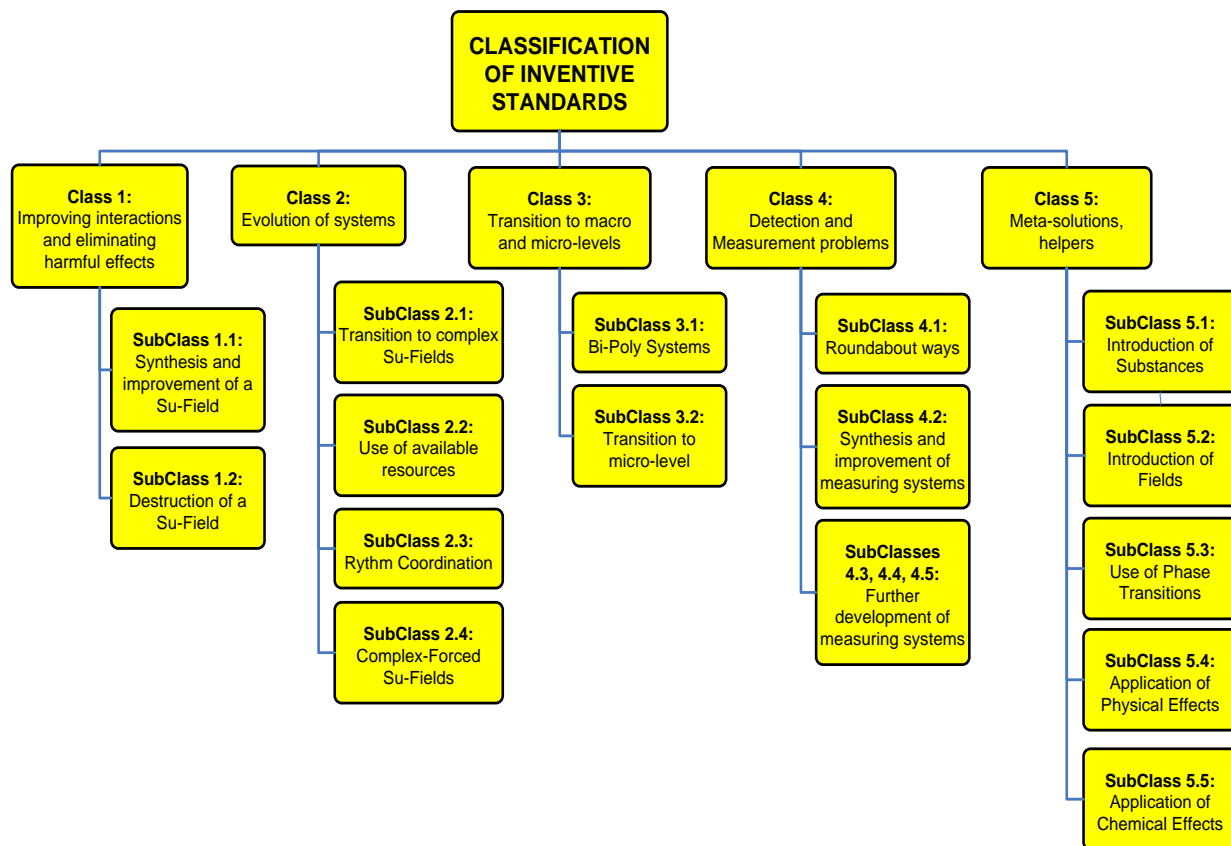 CLASSIFICATION
OF INVENTIVE
STANDARDS
Class 1:
Improving interactions
and eliminating
harmful effects
SubClass 1.1:
Synthesis and
improvement of a
Su-Field
SubClass 1.2:
Destruction of a
Su-Field
Class 2:
Evolution of systems
SubClass 2.1:
Transition to complex
Su-Fields
SubClass 2.2:
Use of available
resources
SubClass 2.3:
Rythm Coordination
SubClass 2.4:
Complex-Forced
Su-Fields
Class 3:
Transition to macro
and micro-levels
SubClass 3.1:
Bi-Poly Systems
SubClass 3.2:
Transition to
micro-level
Class 4:
Detection and
Measurement problems
SubClass 4.1:
Roundabout ways
SubClass 4.2:
Synthesis and
improvement of
measuring systems
SubClasses
4.3, 4.4, 4.5:
Further
development of
measuring systems
Class 5:
Meta-solutions,
helpers
SubClass 5.1:
Introduction of
Substances
SubClass 5.2:
Introduction of
Fields
SubClass 5.3:
Use of Phase
Transitions
SubClass 5.4:
Application of
Physical Effects
SubClass 5.5:
Application of
Chemical Effects